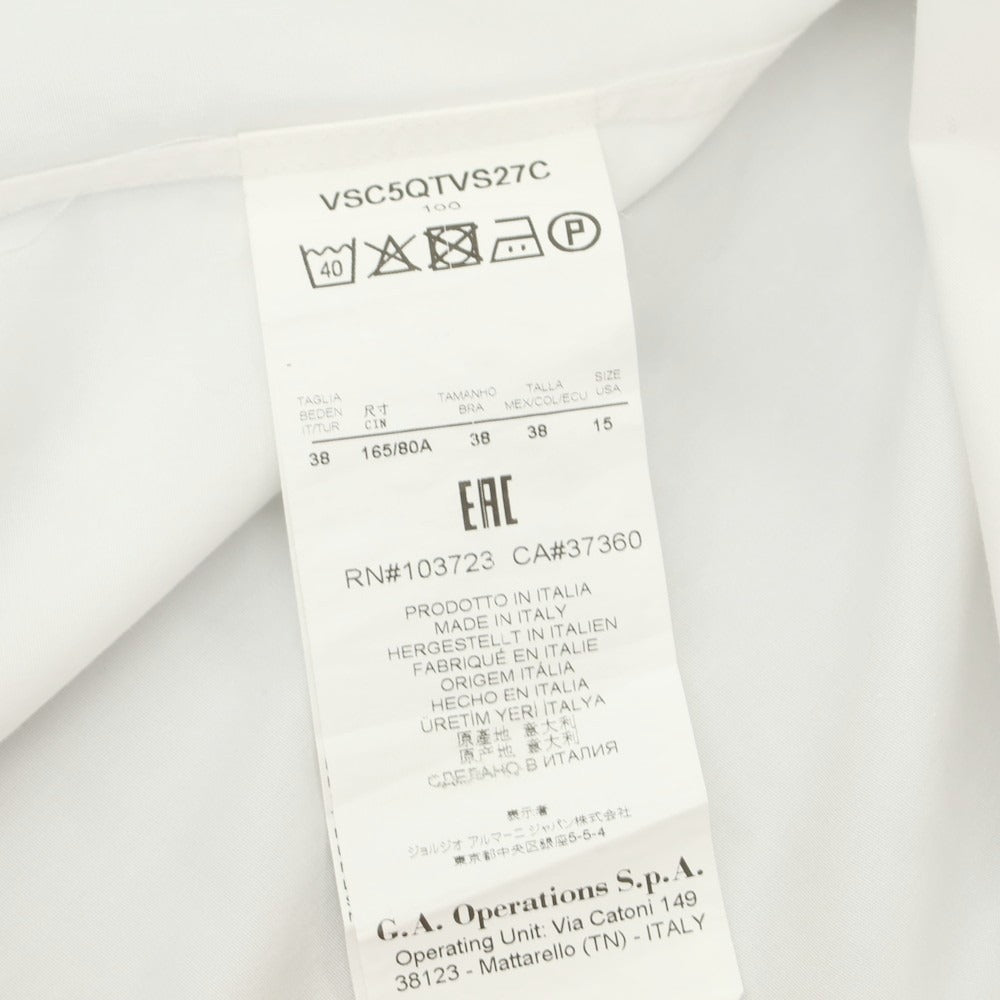 VSC5QTVS27C
100
40 P
TAGLIA BEDEN IT/TUR 尺寸 CIN TAMANHO BRA TALLA MEX/COL/ECU SIZE USA
38 165/80A 38 38 15
EAC
RN#103723 CA#37360
PRODOTTO IN ITALIA
MADE IN ITALY
HERGESTELLT IN ITALIEN
FABRIQUÉ EN ITALIE
ORIGEM ITÁLIA
HECHO EN ITALIA
ÜRETİM YERİ İTALYA
原產地 意大利
原产地 意大利
СДЕЛАНО В ИТАЛИЯ
表示者
ジョルジオ アルマーニ ジャパン株式会社
東京都中央区銀座5-5-4
G.A. Operations S.p.A.
Operating Unit: Via Catoni 149
38123 - Mattarello (TN) - ITALY